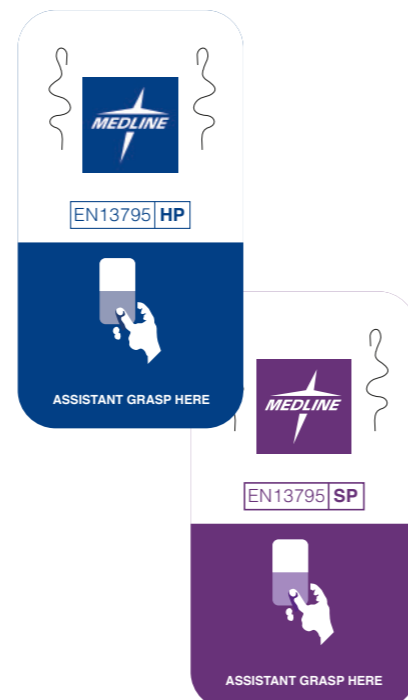 MEDLINE
EN13795 HP
ASSISTANT GRASP HERE
MEDLINE
EN13795 SP
ASSISTANT GRASP HERE